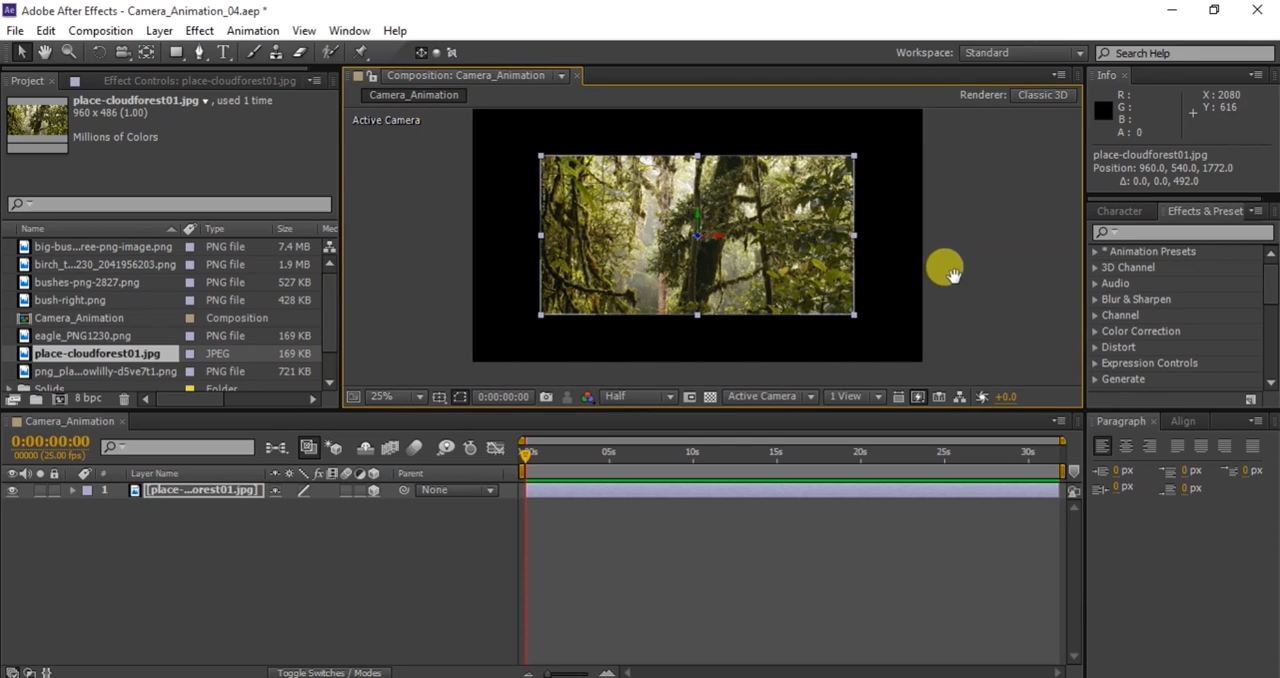 Adobe After Effects - Camera_Animation_04.aep *
File Edit Composition Layer Effect Animation View Window Help
Workspace: Standard
Search Help
Project
Effect Controls: place-cloudforest01.jpg
Composition: Camera_Animation
Info
place-cloudforest01.jpg , used 1 time
960 x 486 (1.00)
Millions of Colors
Camera_Animation
Renderer: Classic 3D
Active Camera
R :
G :
B :
A : 0
X : 2080
Y : 616
place-cloudforest01.jpg
Position: 960.0, 540.0, 1772.0
Δ: 0.0, 0.0, 492.0
Character
Effects & Preset
* Animation Presets
3D Channel
Audio
Blur & Sharpen
Channel
Color Correction
Distort
Expression Controls
Generate
Name Type Size Med
big-bus...ree-png-image.png PNG file 7.4 MB
birch_t...230_2041956203.png PNG file 1.9 MB
bushes-png-2827.png PNG file 527 KB
bush-right.png PNG file 428 KB
Camera_Animation Composition
eagle_PNG1230.png PNG file 169 KB
place-cloudforest01.jpg JPEG 169 KB
png_pla...owlilly-d5ve7t1.png PNG file 721 KB
Solids Folder
8 bpc
25% 0:00:00:00 Half Active Camera 1 View +0.0
Camera_Animation
0:00:00:00
00000 (25.00 fps)
# Layer Name fx Parent
1 [place-...orest01.jpg] None
00s 05s 10s 15s 20s 25s 30s
Paragraph
Align
0 px 0 px 0 px
0 px 0 px
Toggle Switches / Modes